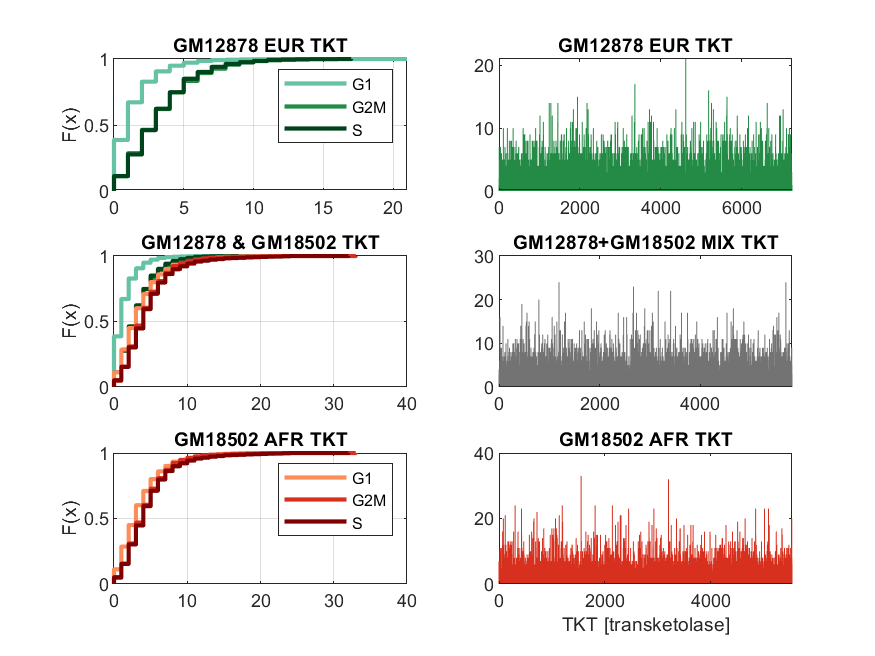 GM12878 EUR TKT
F(x)
1
0.5
0
0 5 10 15 20
G1
G2M
S
GM12878 EUR TKT
20
10
0
0 2000 4000 6000
GM12878 & GM18502 TKT
F(x)
1
0.5
0
0 10 20 30 40
GM12878+GM18502 MIX TKT
30
20
10
0
0 2000 4000
GM18502 AFR TKT
F(x)
1
0.5
0
0 10 20 30 40
G1
G2M
S
GM18502 AFR TKT
40
20
0
0 2000 4000
TKT [transketolase]